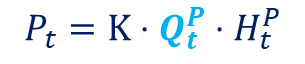 P_t = K · Q_t^P · H_t^P